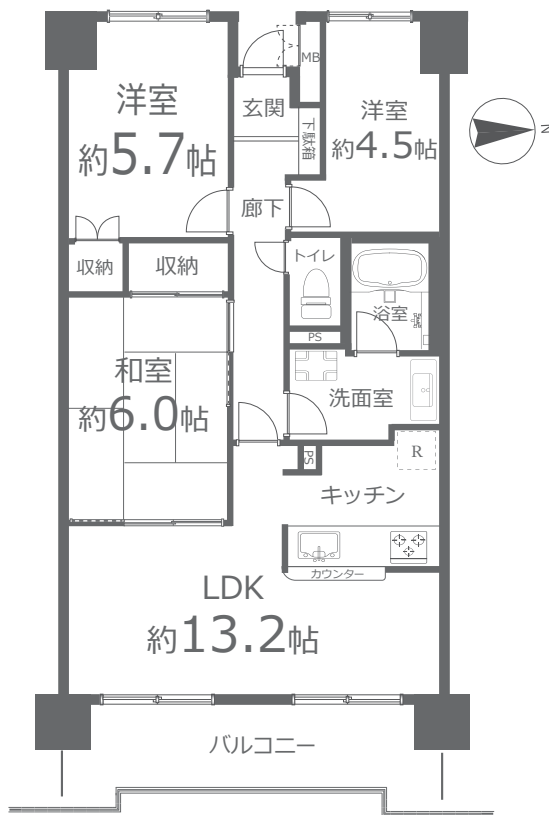 洋室
約5.7帖
玄関
MB
下駄箱
洋室
約4.5帖
N
廊下
トイレ
収納
収納
浴室
PS
和室
約6.0帖
洗面室
PS
R
キッチン
カウンター
LDK
約13.2帖
バルコニー